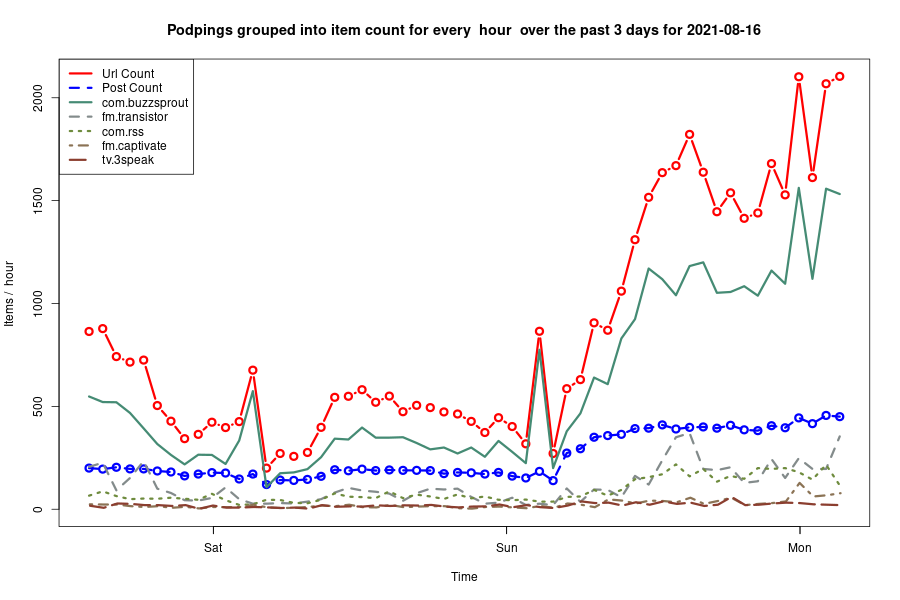 Podpings grouped into item count for every  hour  over the past 3 days for 2021-08-16
Url Count
Post Count
com.buzzsprout
fm.transistor
com.rss
fm.captivate
tv.3speak
2000
1500
1000
500
0
Items /  hour
Sat
Sun
Mon
Time